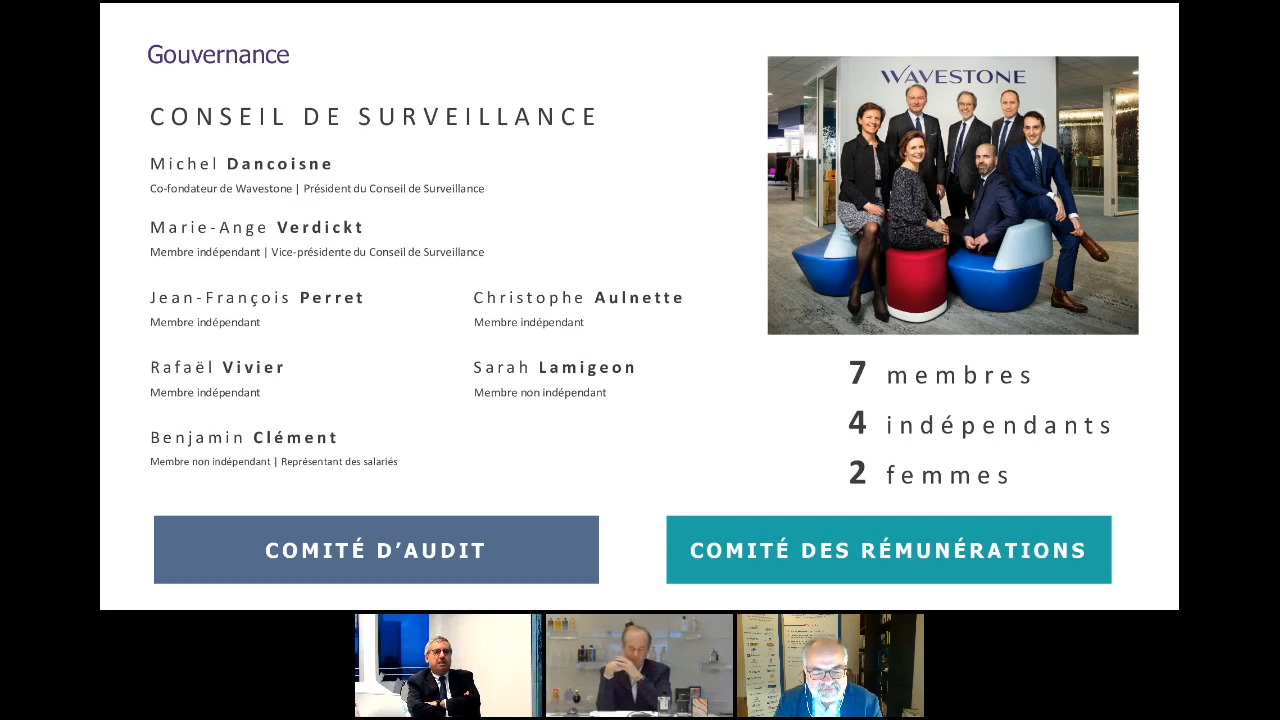 Gouvernance
CONSEIL DE SURVEILLANCE
Michel Dancoisne
Co-fondateur de Wavestone | Président du Conseil de Surveillance
Marie-Ange Verdickt
Membre indépendant | Vice-présidente du Conseil de Surveillance
Jean-François Perret
Membre indépendant
Christophe Aulnette
Membre indépendant
Rafaël Vivier
Membre indépendant
Sarah Lamigeon
Membre non indépendant
Benjamin Clément
Membre non indépendant | Représentant des salariés
WAVESTONE
7 membres
4 indépendants
2 femmes
COMITÉ D’AUDIT
COMITÉ DES RÉMUNÉRATIONS